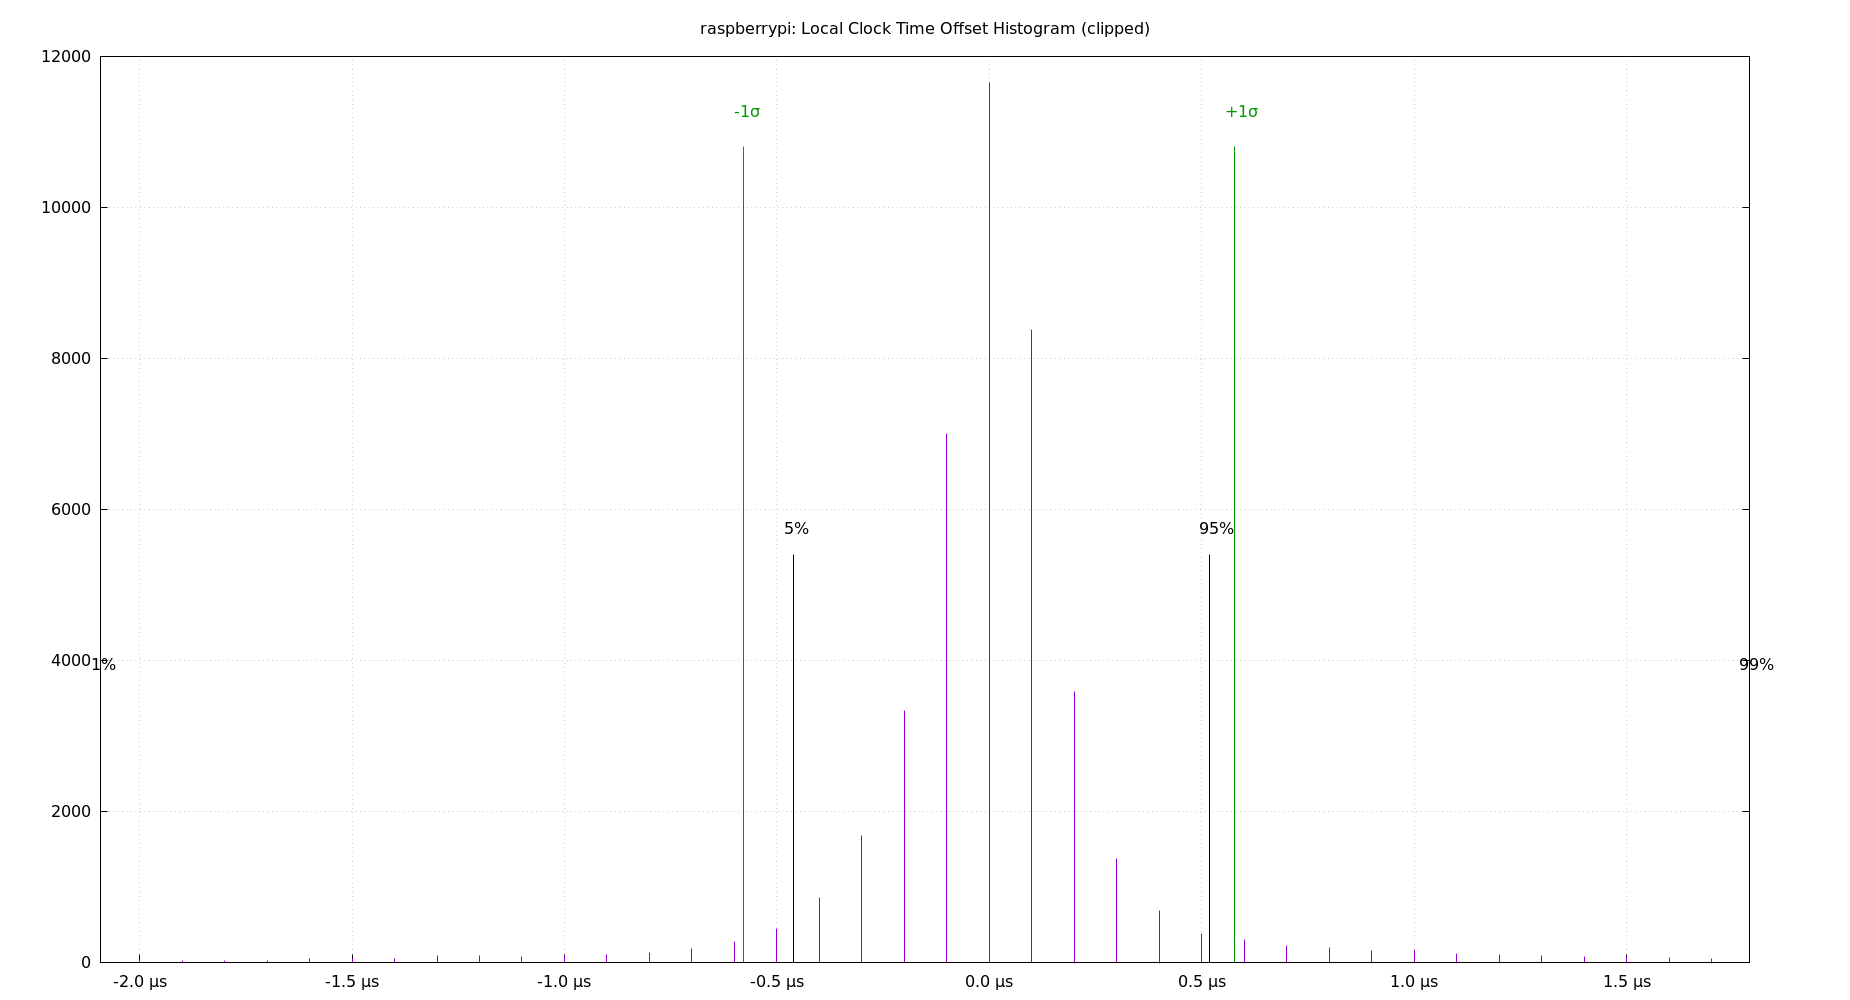 raspberrypi: Local Clock Time Offset Histogram (clipped)
12000
-1σ
+1σ
10000
8000
6000
5%
95%
4000
1%
99%
2000
0
-2.0 µs
-1.5 µs
-1.0 µs
-0.5 µs
0.0 µs
0.5 µs
1.0 µs
1.5 µs